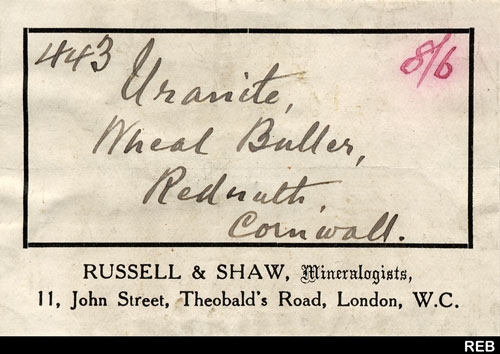 443
8/6
Uranite,
Wheal Buller,
Redruth,
Cornwall.
RUSSELL & SHAW, Mineralogists,
11, John Street, Theobald's Road, London, W.C.
REB